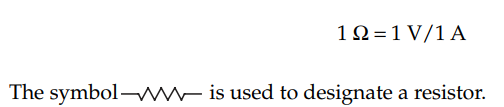 1 Ω = 1 V/1 A
The symbol is used to designate a resistor.